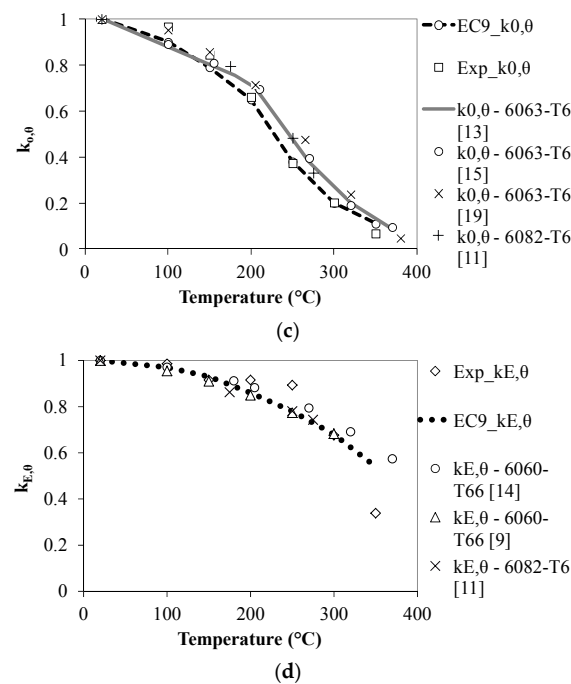 1
0.8
0.6
0.4
0.2
0
k₀,θ
0 100 200 300 400
Temperature (°C)
EC9_k0,θ
Exp_k0,θ
k0,θ - 6063-T6
[13]
k0,θ - 6063-T6
[15]
k0,θ - 6063-T6
[19]
k0,θ - 6082-T6
[11]
(c)
1
0.8
0.6
0.4
0.2
0
kE,θ
0 100 200 300 400
Temperature (°C)
Exp_kE,θ
EC9_kE,θ
kE,θ - 6060-
T66 [14]
kE,θ - 6060-
T66 [9]
kE,θ - 6082-T6
[11]
(d)